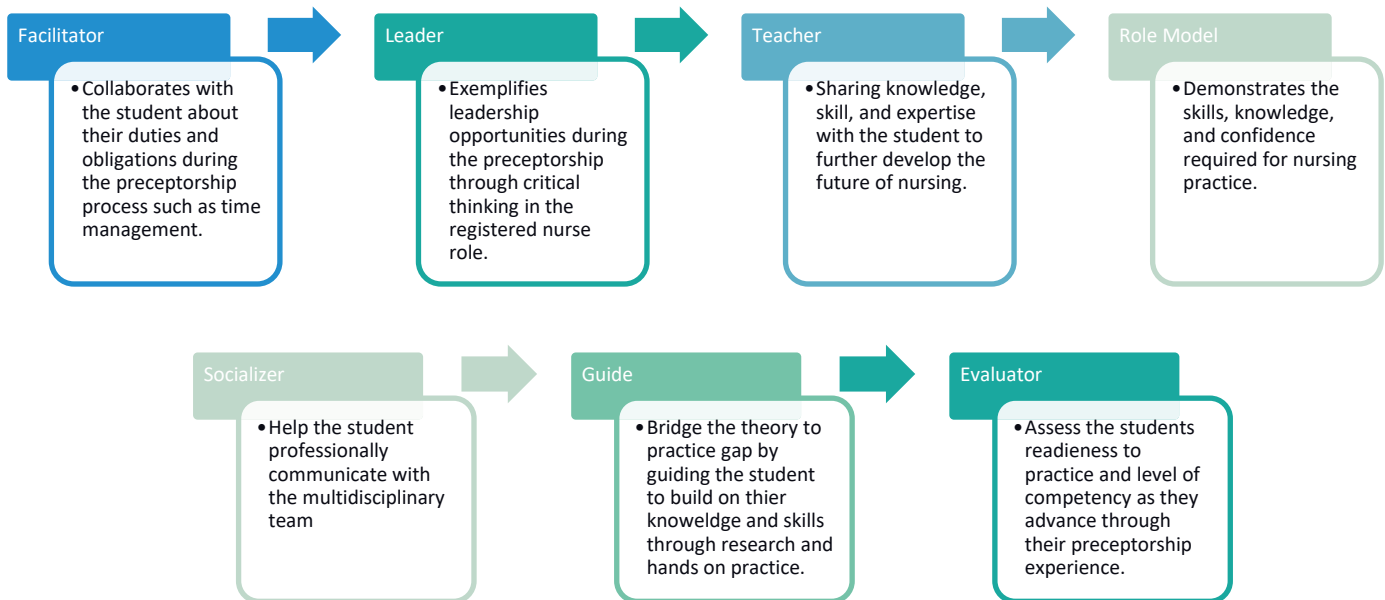 Facilitator
•Collaborates with
the student about
their duties and
obligations during
the preceptorship
process such as time
management.
Leader
•Exemplifies
leadership
opportunities during
the preceptorship
through critical
thinking in the
registered nurse
role.
Teacher
•Sharing knowledge,
skill, and expertise
with the student to
further develop the
future of nursing.
Role Model
•Demonstrates the
skills, knowledge,
and confidence
required for nursing
practice.
Socializer
•Help the student
professionally
communicate with
the multidisciplinary
team
Guide
•Bridge the theory to
practice gap by
guiding the student
to build on thier
knoweldge and skills
through research and
hands on practice.
Evaluator
•Assess the students
readieness to
practice and level of
competency as they
advance through
their preceptorship
experience.